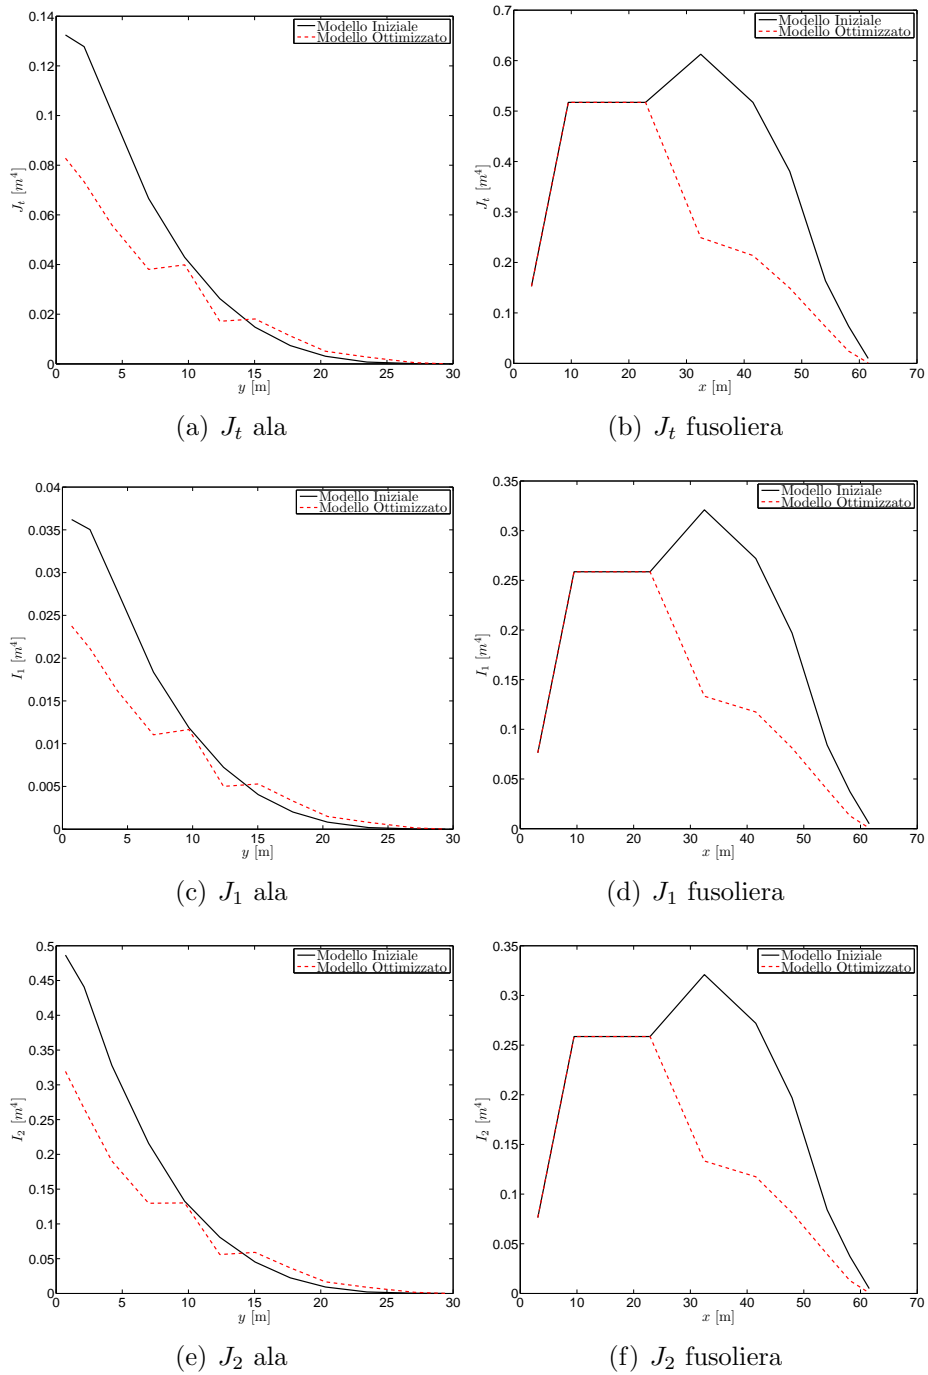 0.14
0.12
0.1
0.08
0.06
0.04
0.02
0
J_t [m^4]
Modello Iniziale
Modello Ottimizzato
0 5 10 15 20 25 30
y [m]
(a) J_t ala
0.7
0.6
0.5
0.4
0.3
0.2
0.1
0
J_t [m^4]
Modello Iniziale
Modello Ottimizzato
0 10 20 30 40 50 60 70
x [m]
(b) J_t fusoliera
0.04
0.035
0.03
0.025
0.02
0.015
0.01
0.005
0
I_1 [m^4]
Modello Iniziale
Modello Ottimizzato
0 5 10 15 20 25 30
y [m]
(c) J_1 ala
0.35
0.3
0.25
0.2
0.15
0.1
0.05
0
I_1 [m^4]
Modello Iniziale
Modello Ottimizzato
0 10 20 30 40 50 60 70
x [m]
(d) J_1 fusoliera
0.5
0.45
0.4
0.35
0.3
0.25
0.2
0.15
0.1
0.05
0
I_2 [m^4]
Modello Iniziale
Modello Ottimizzato
0 5 10 15 20 25 30
y [m]
(e) J_2 ala
0.35
0.3
0.25
0.2
0.15
0.1
0.05
0
I_2 [m^4]
Modello Iniziale
Modello Ottimizzato
0 10 20 30 40 50 60 70
x [m]
(f) J_2 fusoliera